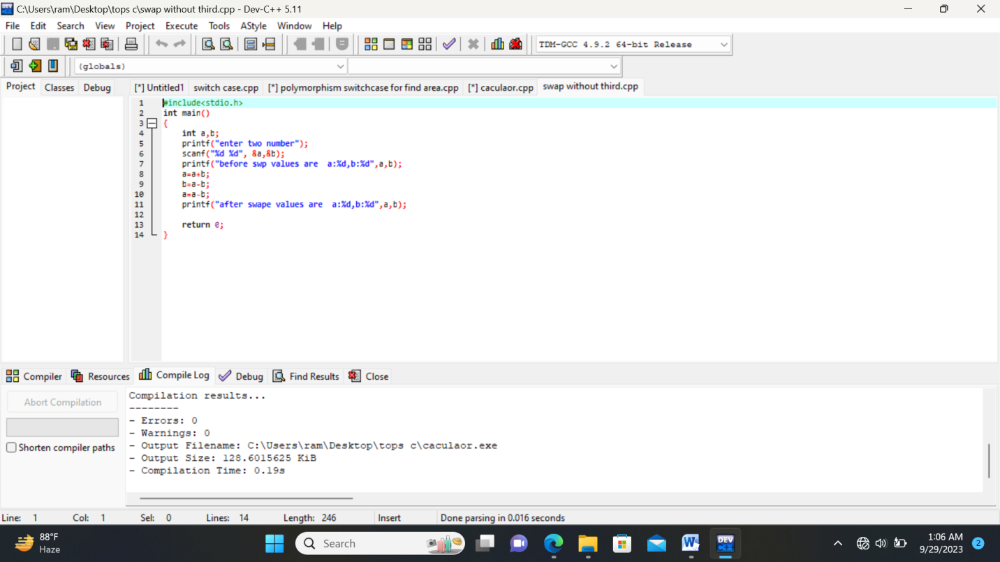 C:\Users\ram\Desktop\tops c\swap without third.cpp - Dev-C++ 5.11
File Edit Search View Project Execute Tools AStyle Window Help
TDM-GCC 4.9.2 64-bit Release
(globals)
Project Classes Debug [*] Untitled1 switch case.cpp [*] polymorphism switchcase for find area.cpp [*] caculaor.cpp swap without third.cpp
1 #include<stdio.h>
2 int main()
3 {
4 int a,b;
5 printf("enter two number");
6 scanf("%d %d", &a,&b);
7 printf("before swp values are  a:%d,b:%d",a,b);
8 a=a+b;
9 b=a-b;
10 a=a-b;
11 printf("after swape values are  a:%d,b:%d",a,b);
12
13 return 0;
14 }
Compiler Resources Compile Log Debug Find Results Close
Abort Compilation
Shorten compiler paths
Compilation results...
--------
- Errors: 0
- Warnings: 0
- Output Filename: C:\Users\ram\Desktop\tops c\caculaor.exe
- Output Size: 128.6015625 KiB
- Compilation Time: 0.19s
Line: 1 Col: 1 Sel: 0 Lines: 14 Length: 246 Insert Done parsing in 0.016 seconds
88°F
Haze
Search
DEV
1:06 AM
9/29/2023
2